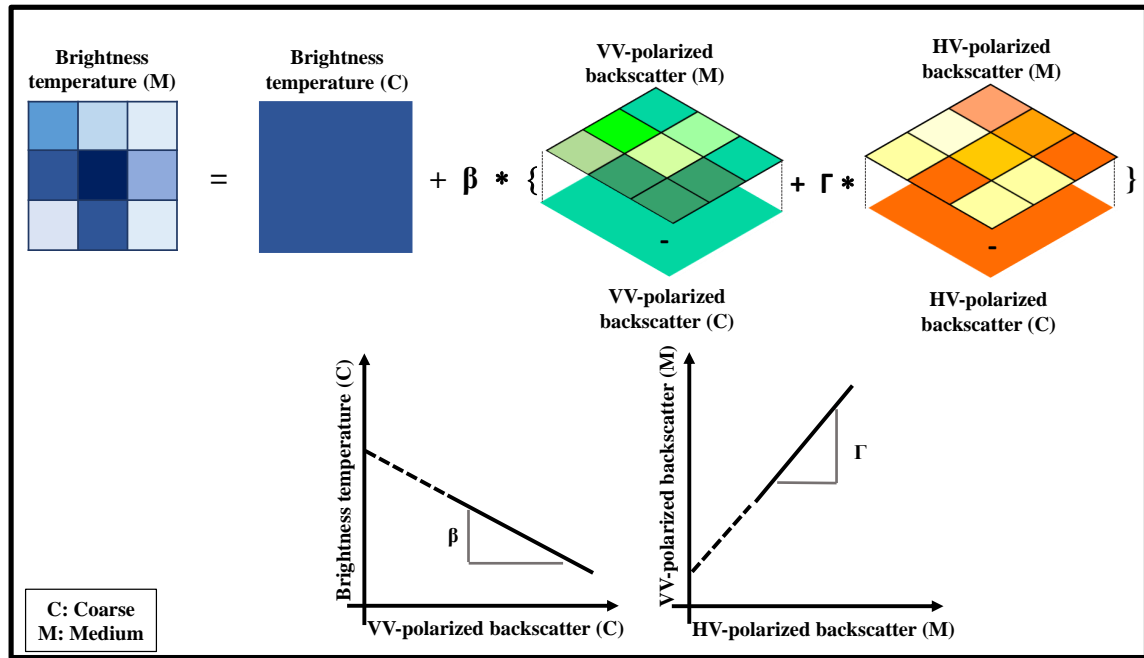 Brightness
temperature (M)
Brightness
temperature (C)
VV-polarized
backscatter (M)
HV-polarized
backscatter (M)
= + β * { - + Γ * - }
VV-polarized
backscatter (C)
HV-polarized
backscatter (C)
Brightness temperature (C)
β
VV-polarized backscatter (C)
VV-polarized backscatter (M)
Γ
HV-polarized backscatter (M)
C: Coarse
M: Medium